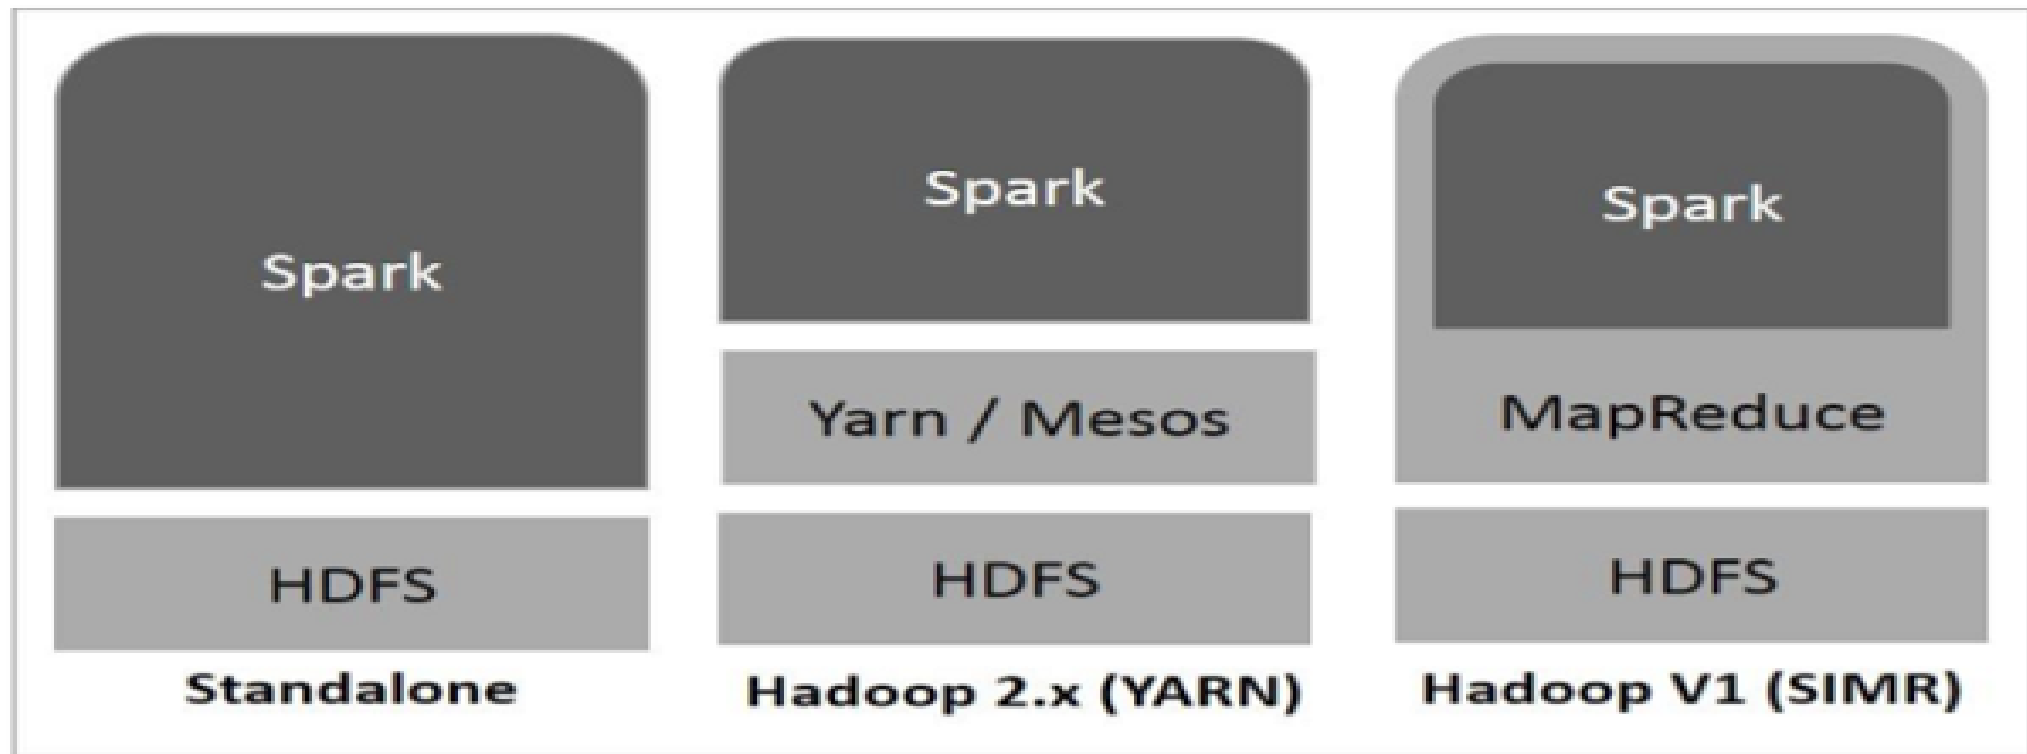 Spark
HDFS
Standalone
Spark
Yarn / Mesos
HDFS
Hadoop 2.x (YARN)
Spark
MapReduce
HDFS
Hadoop V1 (SIMR)